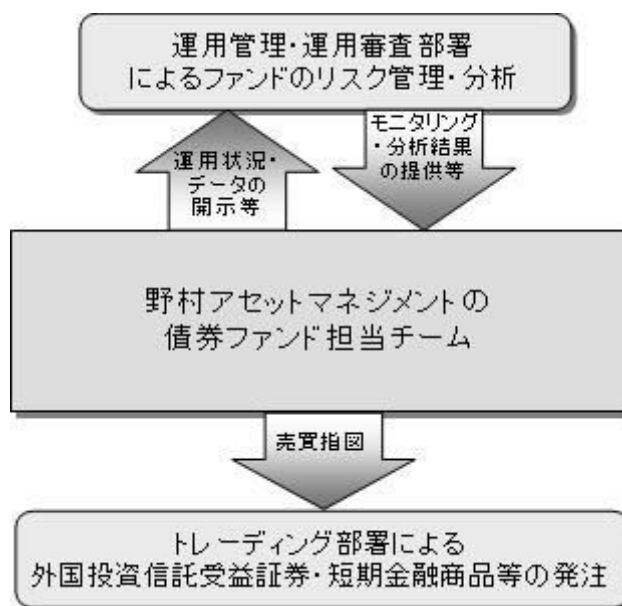 運用管理・運用審査部署
によるファンドのリスク管理・分析
運用状況・
データの
開示等
モニタリング
・分析結果
の提供等
野村アセットマネジメントの
債券ファンド担当チーム
売買指図
トレーディング部署による
外国投資信託受益証券・短期金融商品等の発注